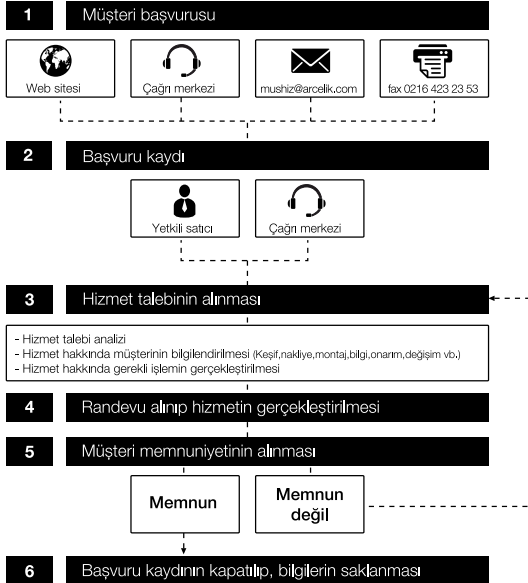 1 Müşteri başvurusu
Web sitesi
Çağrı merkezi
mushiz@arcelik.com
fax 0216 423 23 53
2 Başvuru kaydı
Yetkili satıcı
Çağrı merkezi
3 Hizmet talebinin alınması
- Hizmet talebi analizi
- Hizmet hakkında müşterinin bilgilendirilmesi (Keşif,nakliye,montaj,bilgi,onarım,değişim vb.)
- Hizmet hakkında gerekli işlemin gerçekleştirilmesi
4 Randevu alınıp hizmetin gerçekleştirilmesi
5 Müşteri memnuniyetinin alınması
Memnun
Memnun
değil
6 Başvuru kaydının kapatılıp, bilgilerin saklanması